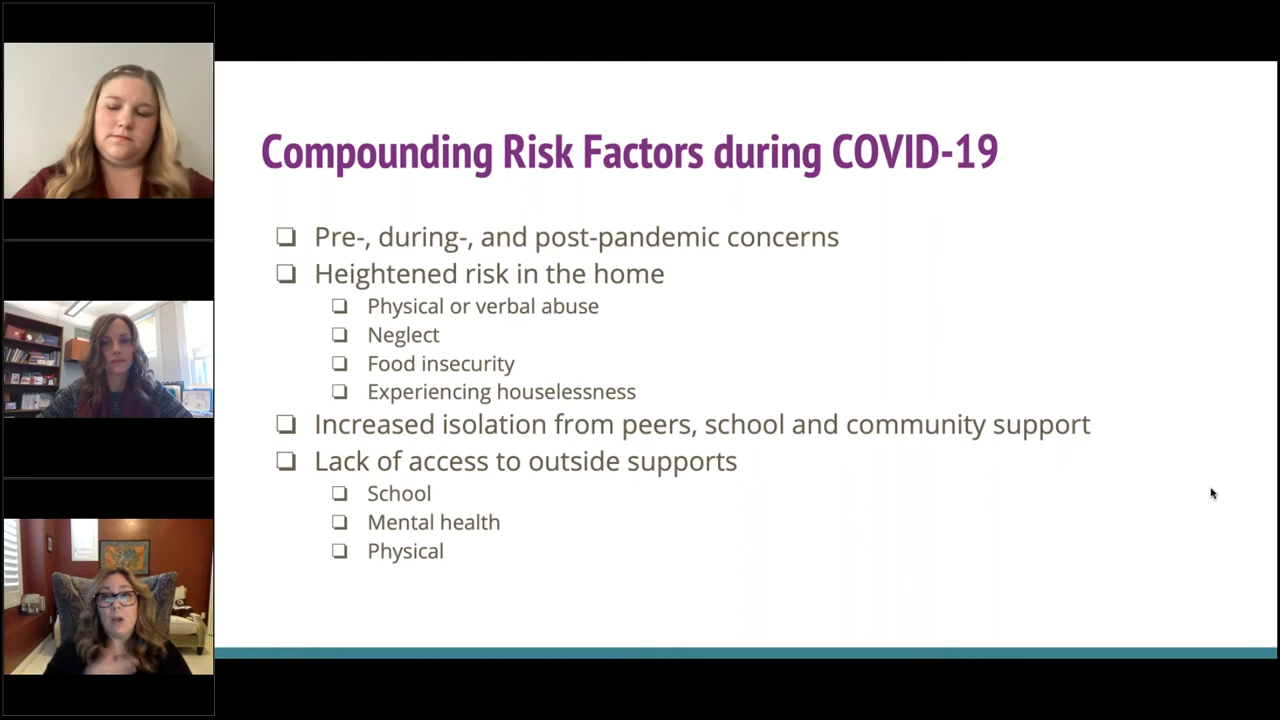 Compounding Risk Factors during COVID-19
❏ Pre-, during-, and post-pandemic concerns
❏ Heightened risk in the home
❏ Physical or verbal abuse
❏ Neglect
❏ Food insecurity
❏ Experiencing houselessness
❏ Increased isolation from peers, school and community support
❏ Lack of access to outside supports
❏ School
❏ Mental health
❏ Physical